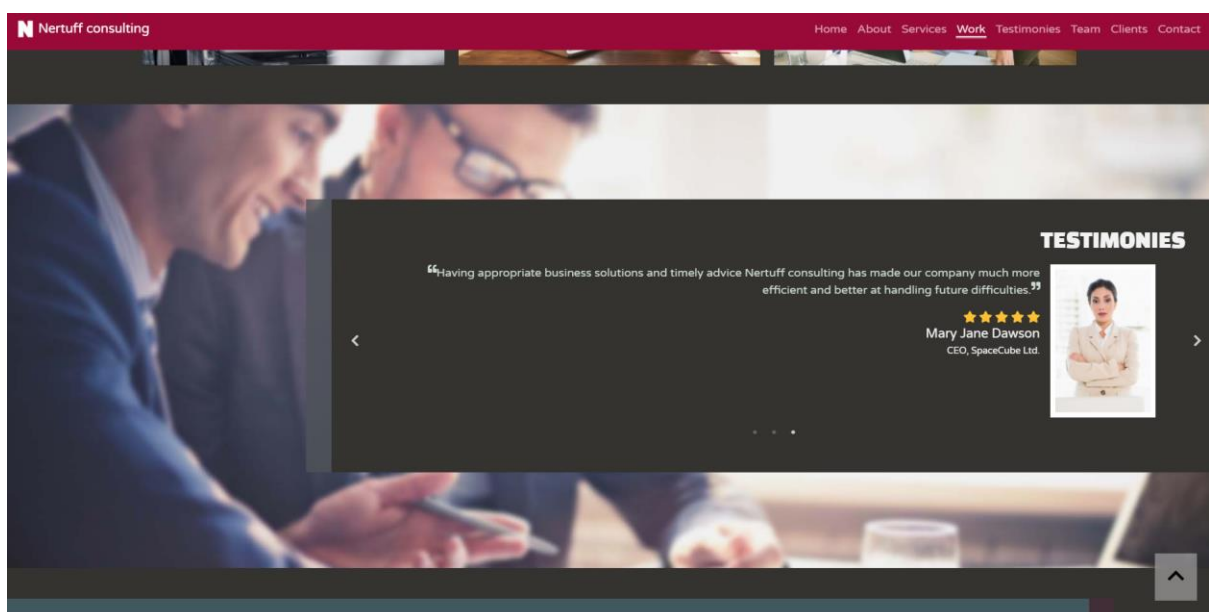 N Nertuff consulting
Home About Services Work Testimonies Team Clients Contact
TESTIMONIES
❝Having appropriate business solutions and timely advice Nertuff consulting has made our company much more
efficient and better at handling future difficulties.❞
Mary Jane Dawson
CEO, SpaceCube Ltd.